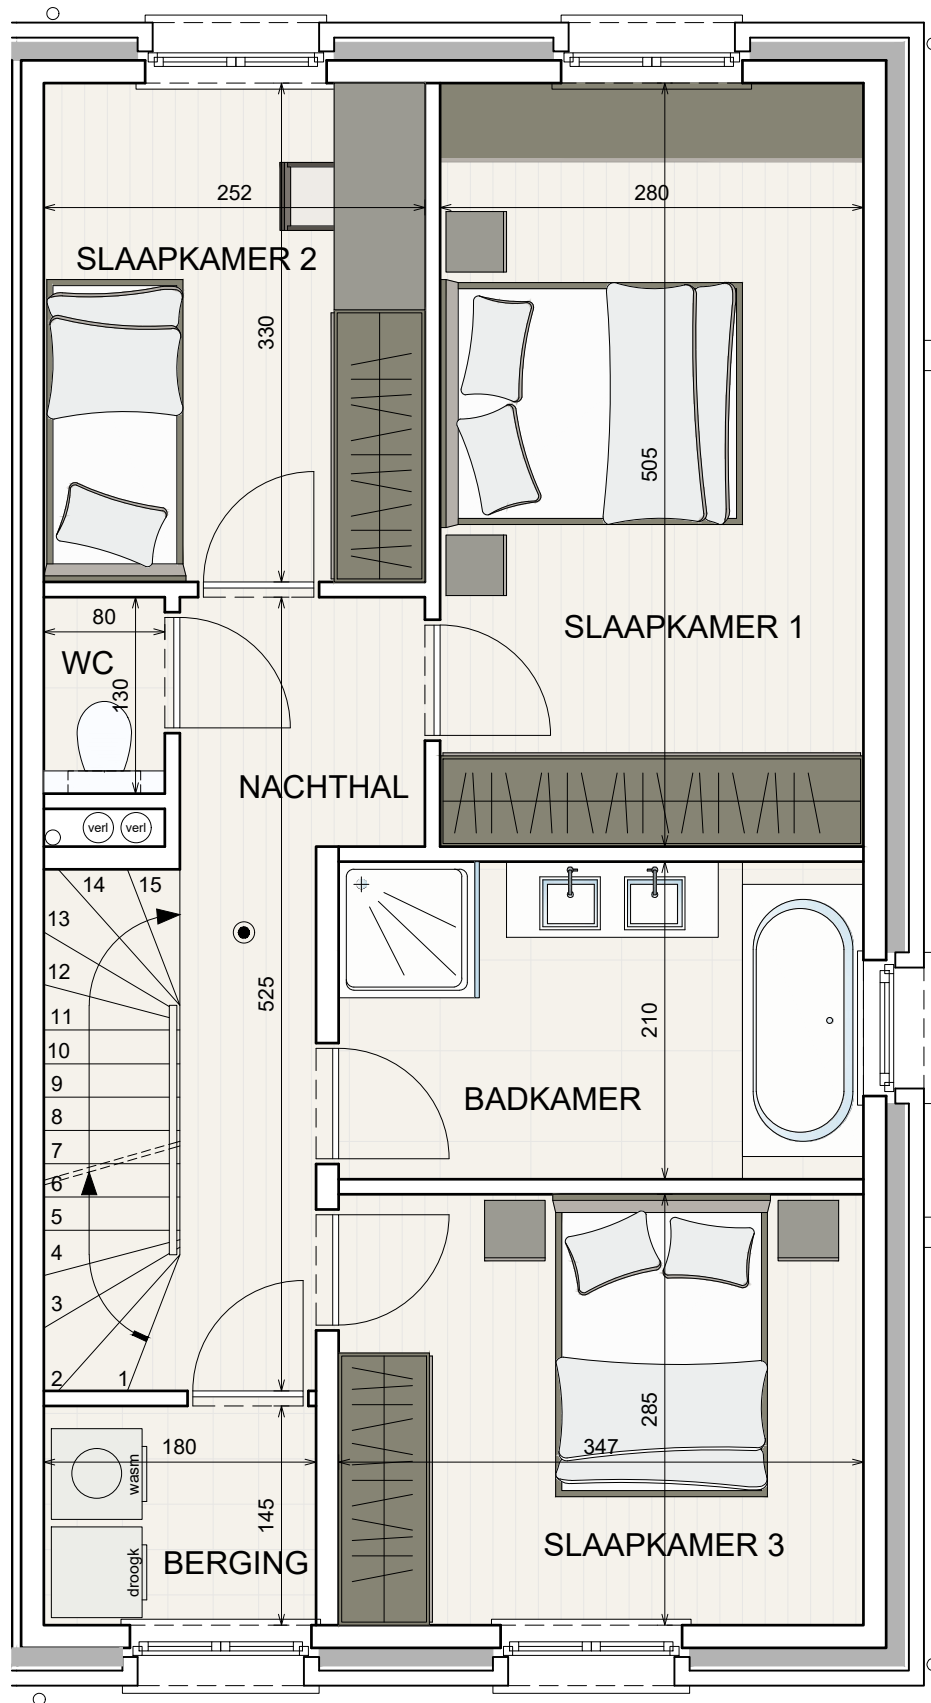 252
280
SLAAPKAMER 2
330
505
80
WC
130
SLAAPKAMER 1
NACHTHAL
verl
verl
14
15
13
12
11
10
9
8
7
6
5
4
3
2
1
525
210
BADKAMER
285
347
180
wasm
145
droogk
BERGING
SLAAPKAMER 3